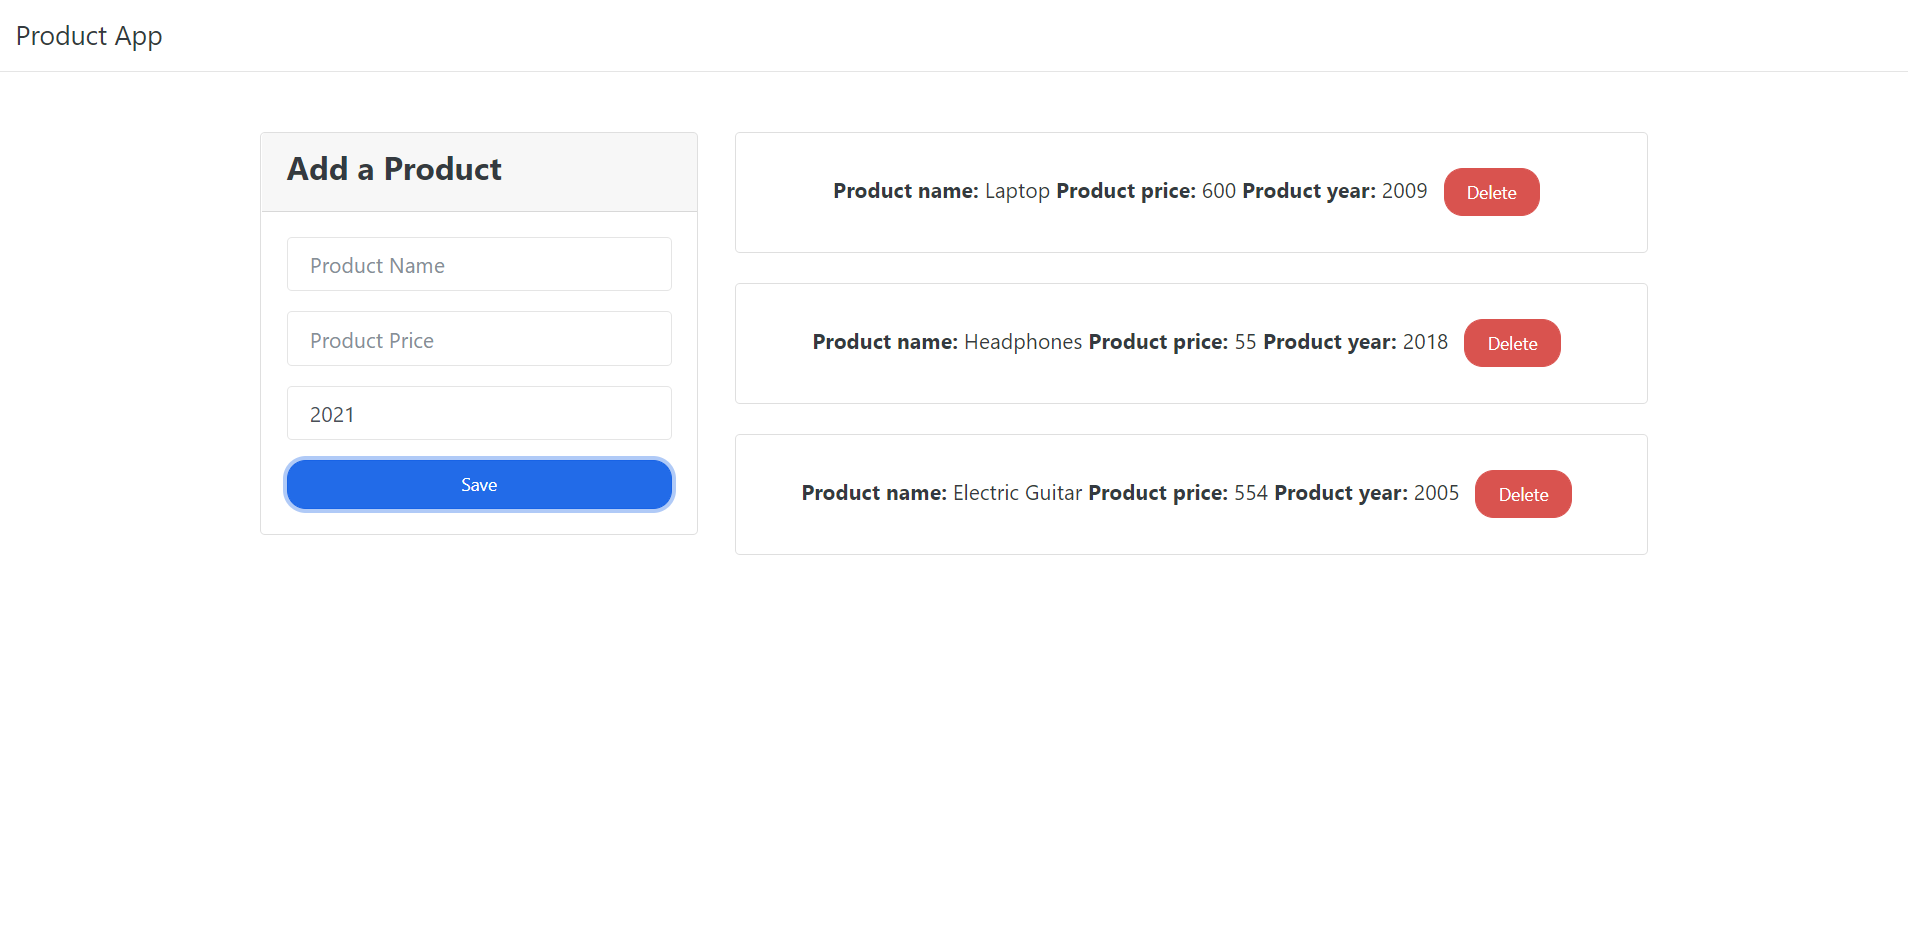 Product App
Add a Product
Product Name
Product Price
2021
Save
Product name: Laptop Product price: 600 Product year: 2009 Delete
Product name: Headphones Product price: 55 Product year: 2018 Delete
Product name: Electric Guitar Product price: 554 Product year: 2005 Delete